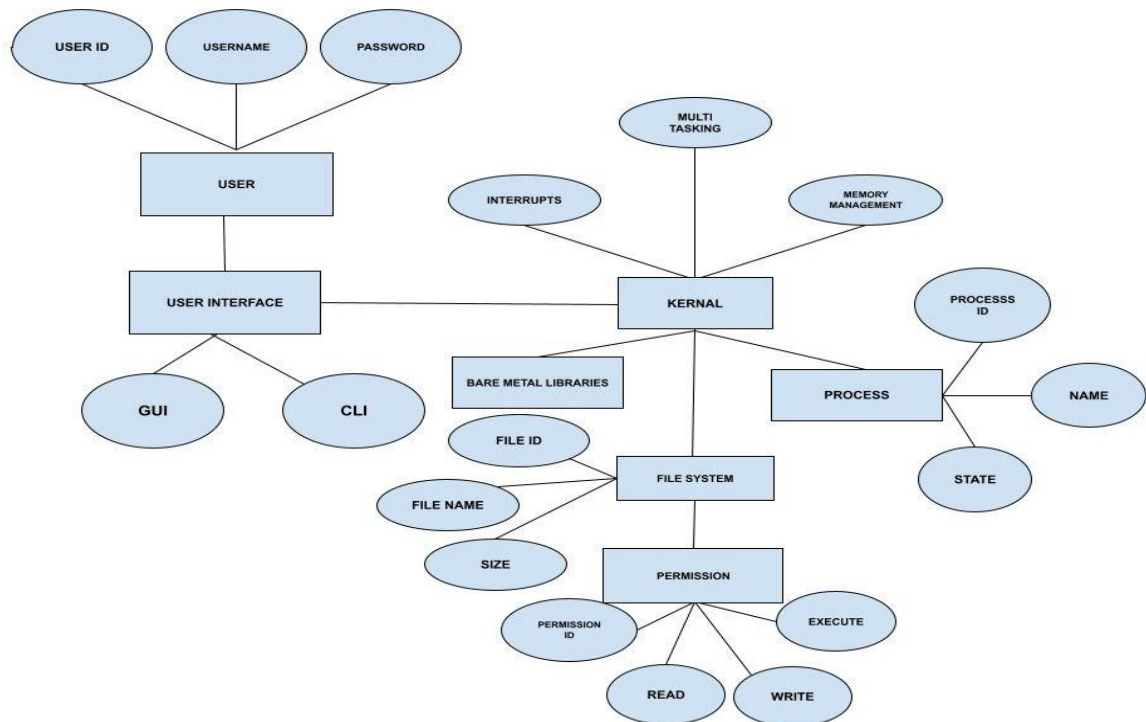 USER ID
USERNAME
PASSWORD
MULTI
TASKING
USER
INTERRUPTS
MEMORY
MANAGEMENT
USER INTERFACE
KERNAL
PROCESSS
ID
BARE METAL LIBRARIES
PROCESS
NAME
GUI
CLI
FILE ID
FILE SYSTEM
STATE
FILE NAME
SIZE
PERMISSION
PERMISSION
ID
EXECUTE
READ
WRITE